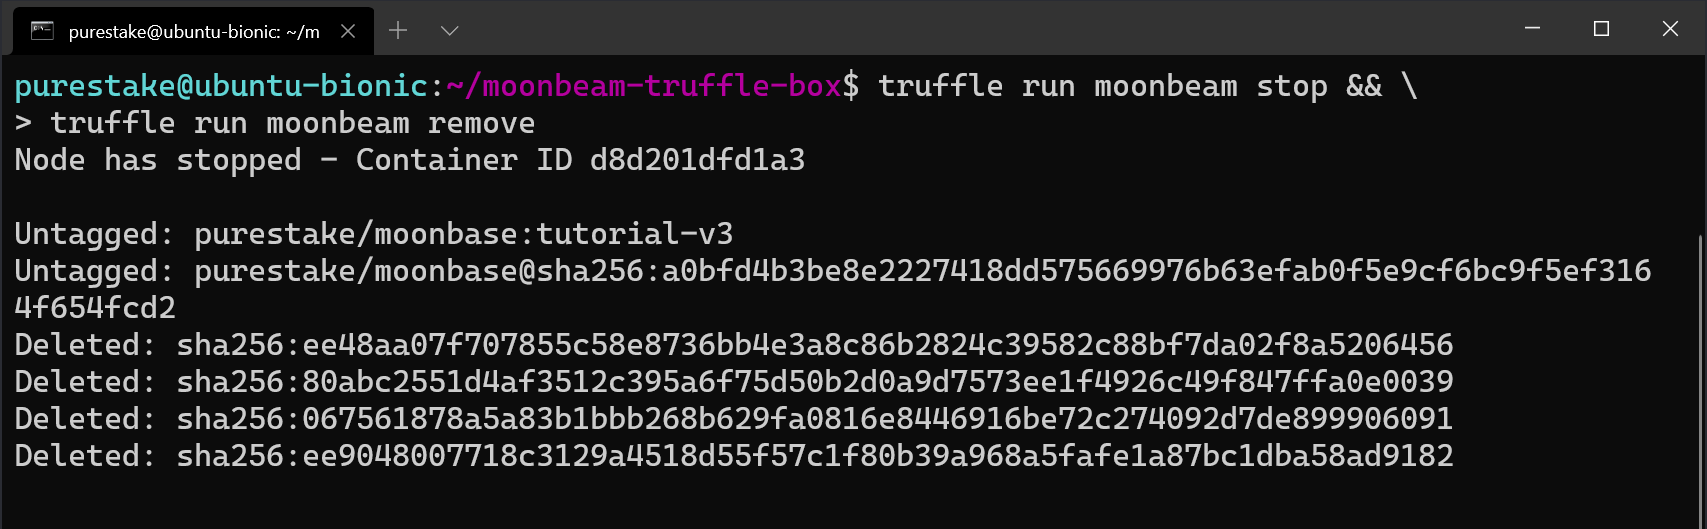 purestake@ubuntu-bionic: ~/m
purestake@ubuntu-bionic:~/moonbeam-truffle-box$ truffle run moonbeam stop && \
> truffle run moonbeam remove
Node has stopped - Container ID d8d201dfd1a3
Untagged: purestake/moonbase:tutorial-v3
Untagged: purestake/moonbase@sha256:a0bfd4b3be8e2227418dd575669976b63efab0f5e9cf6bc9f5ef316
4f654fcd2
Deleted: sha256:ee48aa07f707855c58e8736bb4e3a8c86b2824c39582c88bf7da02f8a5206456
Deleted: sha256:80abc2551d4af3512c395a6f75d50b2d0a9d7573ee1f4926c49f847ffa0e0039
Deleted: sha256:067561878a5a83b1bbb268b629fa0816e8446916be72c274092d7de899906091
Deleted: sha256:ee9048007718c3129a4518d55f57c1f80b39a968a5fafe1a87bc1dba58ad9182